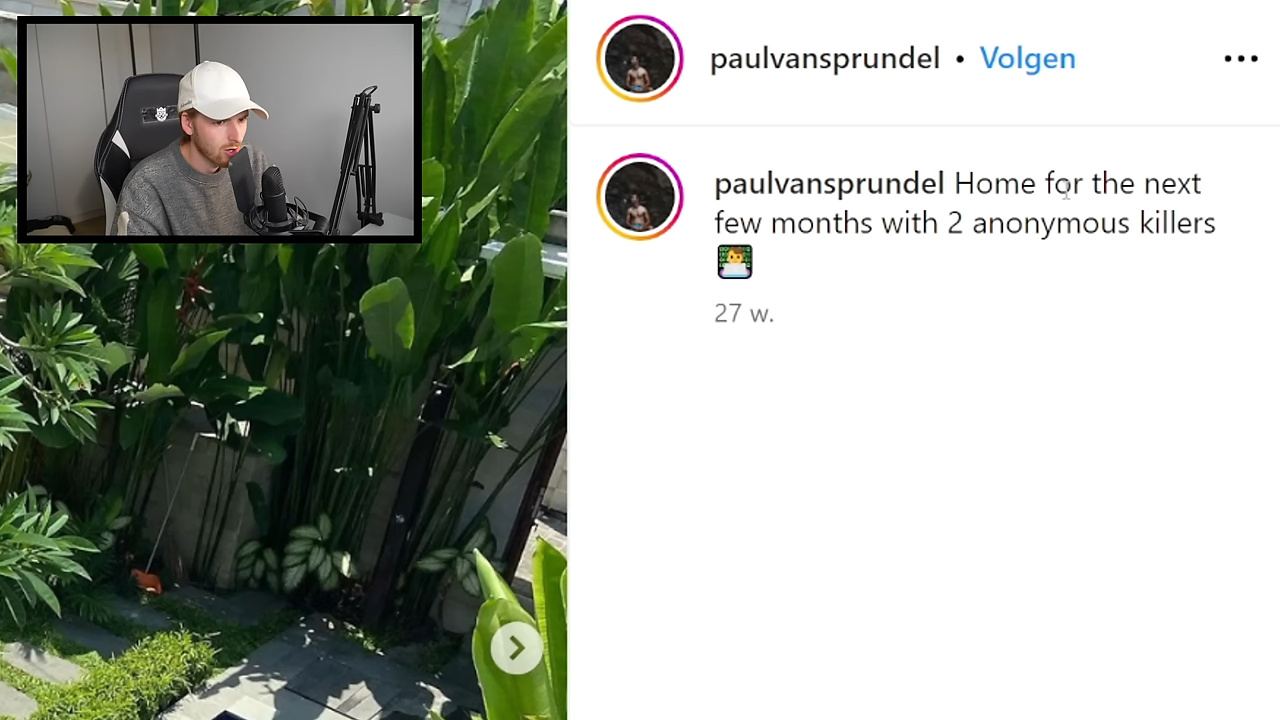 paulvansprundel • Volgen
paulvansprundel Home for the next
few months with 2 anonymous killers
27 w.